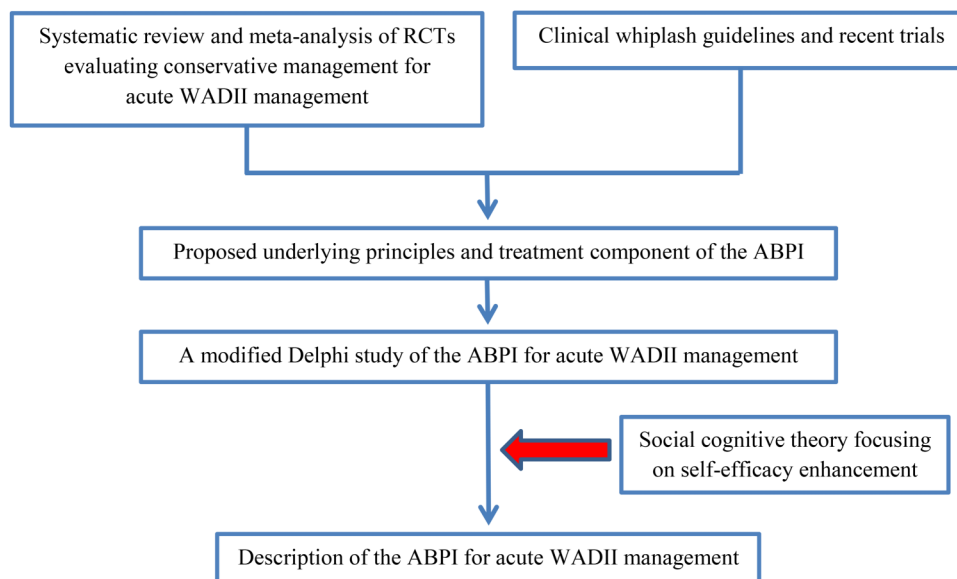 Systematic review and meta-analysis of RCTs
evaluating conservative management for
acute WADII management
Clinical whiplash guidelines and recent trials
Proposed underlying principles and treatment component of the ABPI
A modified Delphi study of the ABPI for acute WADII management
Social cognitive theory focusing
on self-efficacy enhancement
Description of the ABPI for acute WADII management